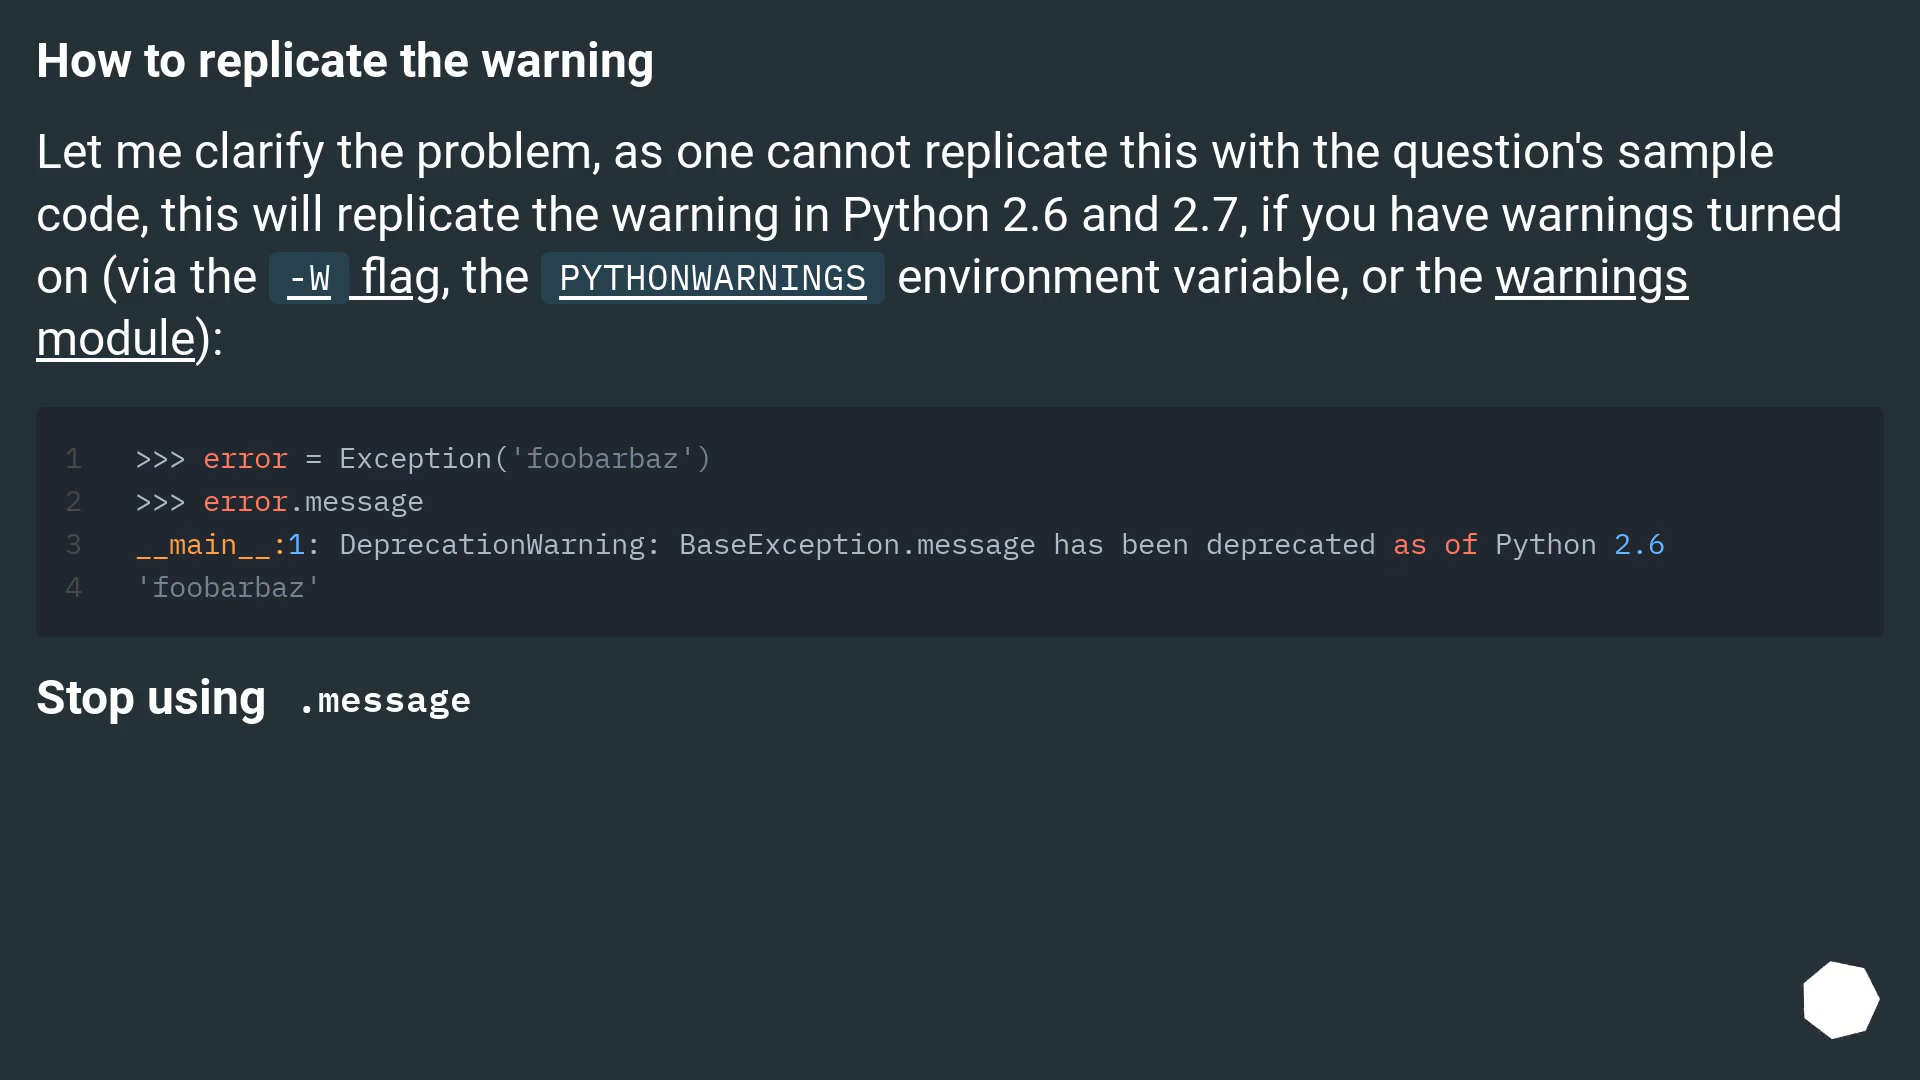 How to replicate the warning
Let me clarify the problem, as one cannot replicate this with the question's sample
code, this will replicate the warning in Python 2.6 and 2.7, if you have warnings turned
on (via the -W flag, the PYTHONWARNINGS environment variable, or the warnings
module):
1 >>> error = Exception('foobarbaz')
2 >>> error.message
3 __main__:1: DeprecationWarning: BaseException.message has been deprecated as of Python 2.6
4 'foobarbaz'
Stop using .message